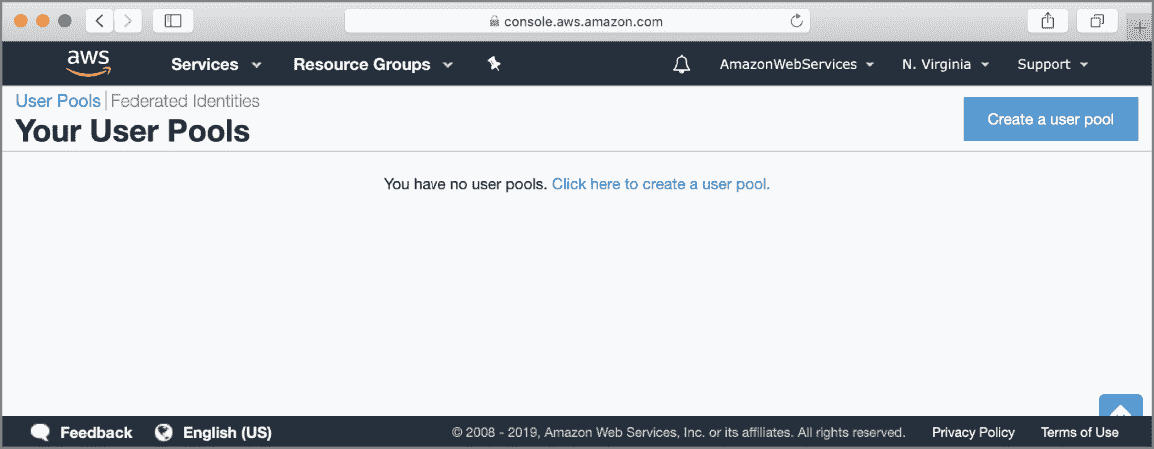 console.aws.amazon.com
aws Services Resource Groups AmazonWebServices N. Virginia Support
User Pools | Federated Identities
Your User Pools
Create a user pool
You have no user pools. Click here to create a user pool.
Feedback English (US) © 2008 - 2019, Amazon Web Services, Inc. or its affiliates. All rights reserved. Privacy Policy Terms of Use